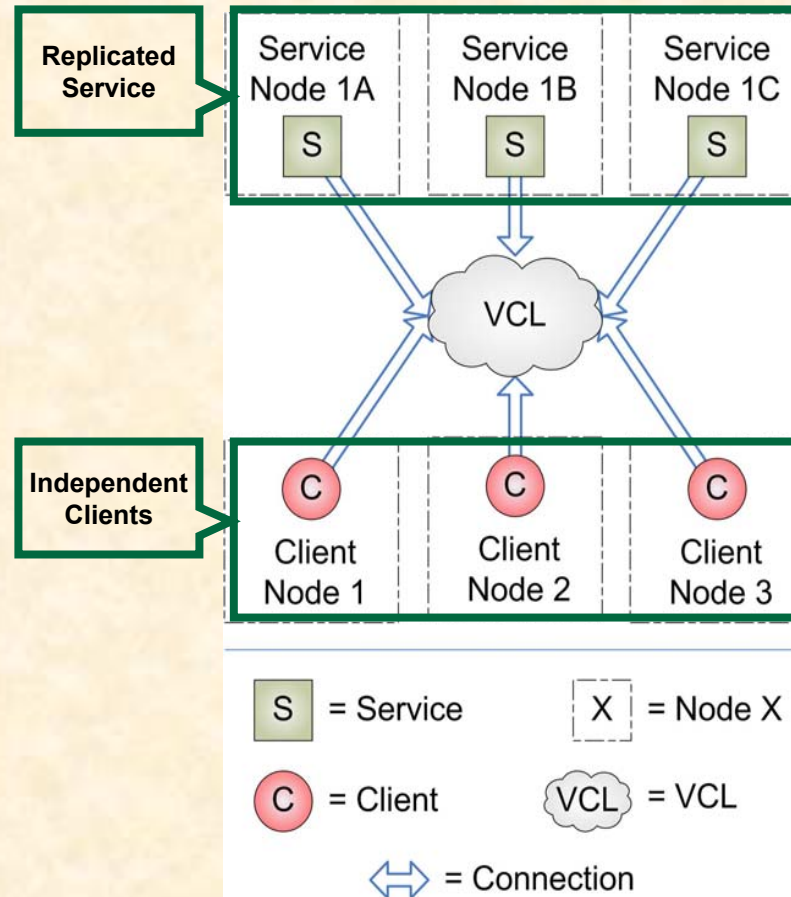 Replicated
Service
Service
Node 1A
Service
Node 1B
Service
Node 1C
S
S
S
VCL
Independent
Clients
C
C
C
Client
Node 1
Client
Node 2
Client
Node 3
S = Service
X = Node X
C = Client
VCL = VCL
= Connection